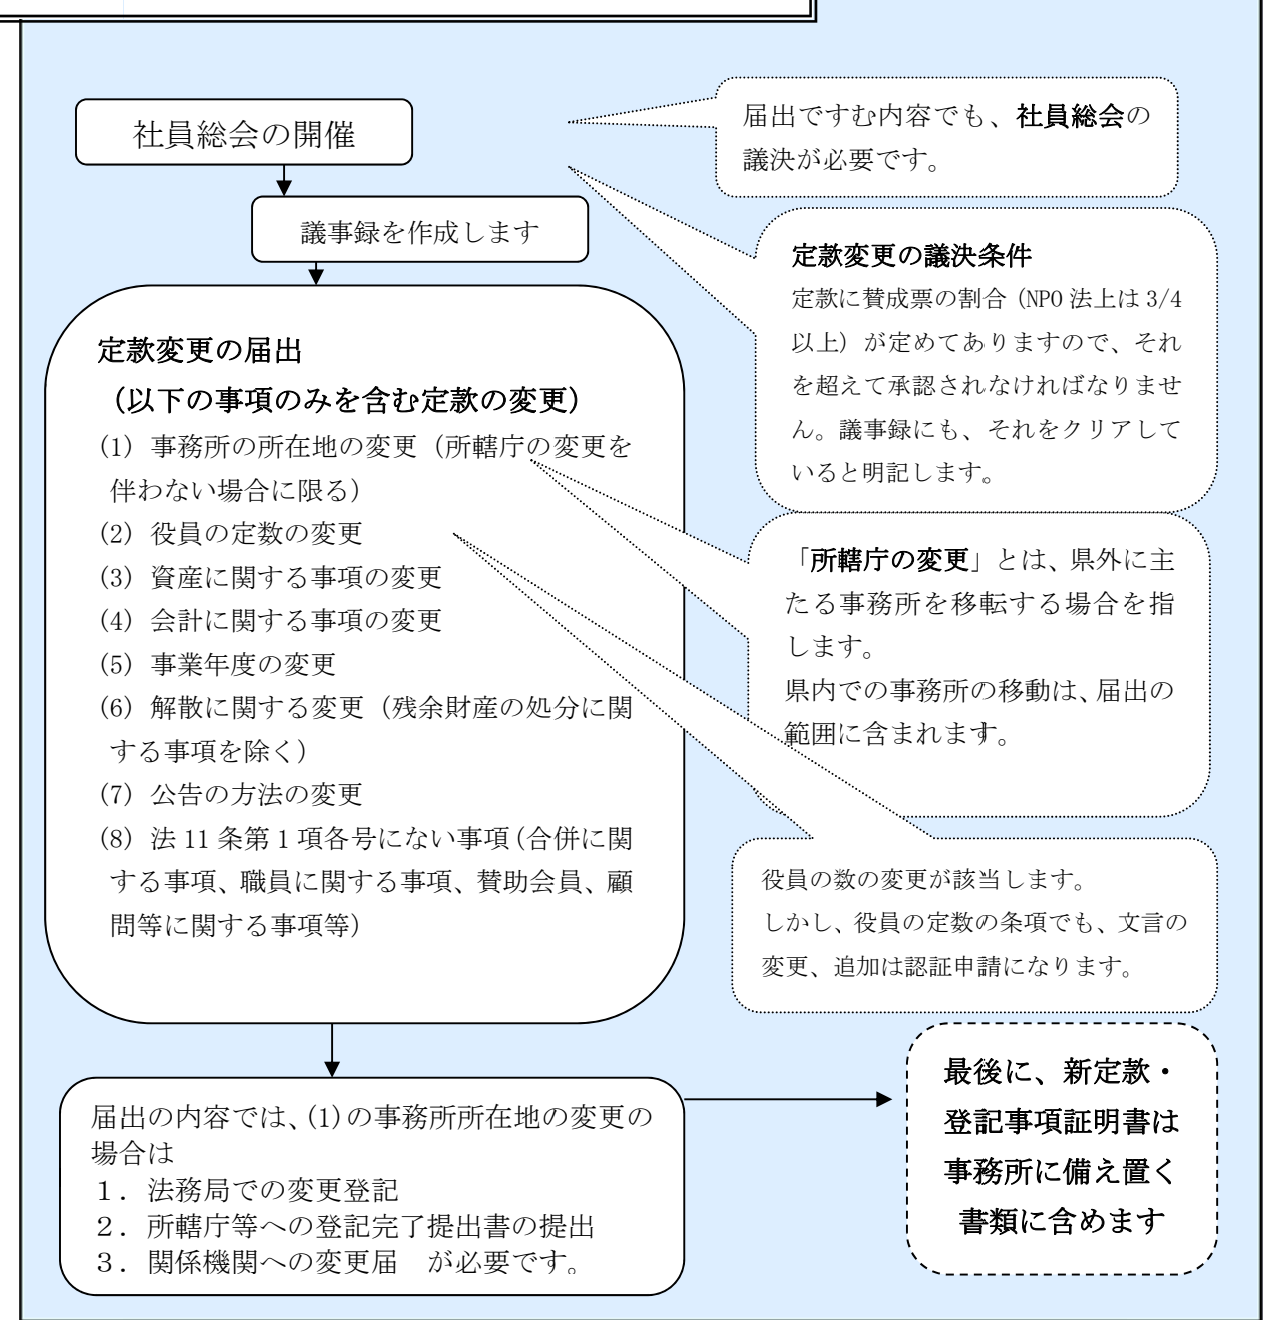 社員総会の開催
届出ですむ内容でも、社員総会の
議決が必要です。
議事録を作成します
定款変更の議決条件
定款に賛成票の割合（NPO 法上は 3/4
以上）が定めてありますので、それ
を超えて承認されなければなりませ
ん。議事録にも、それをクリアして
いると明記します。
定款変更の届出
（以下の事項のみを含む定款の変更）
(1) 事務所の所在地の変更（所轄庁の変更を
伴わない場合に限る）
(2) 役員の定数の変更
(3) 資産に関する事項の変更
(4) 会計に関する事項の変更
(5) 事業年度の変更
(6) 解散に関する変更（残余財産の処分に関
する事項を除く）
(7) 公告の方法の変更
(8) 法 11 条第 1 項各号にない事項（合併に関
する事項、職員に関する事項、賛助会員、顧
問等に関する事項等）
「所轄庁の変更」とは、県外に主
たる事務所を移転する場合を指
します。
県内での事務所の移動は、届出の
範囲に含まれます。
役員の数の変更が該当します。
しかし、役員の定数の条項でも、文言の
変更、追加は認証申請になります。
届出の内容では、(1)の事務所所在地の変更の
場合は
１．法務局での変更登記
２．所轄庁等への登記完了提出書の提出
３．関係機関への変更届　が必要です。
最後に、新定款・
登記事項証明書は
事務所に備え置く
書類に含めます